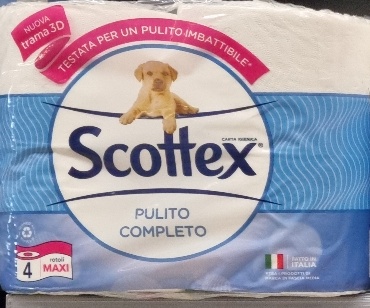 NUOVA
trama 3D
TESTATA PER UN PULITO IMBATTIBILE*
CARTA IGIENICA
Scottex®
PULITO
COMPLETO
4 rotoli
MAXI
FATTO IN
ITALIA